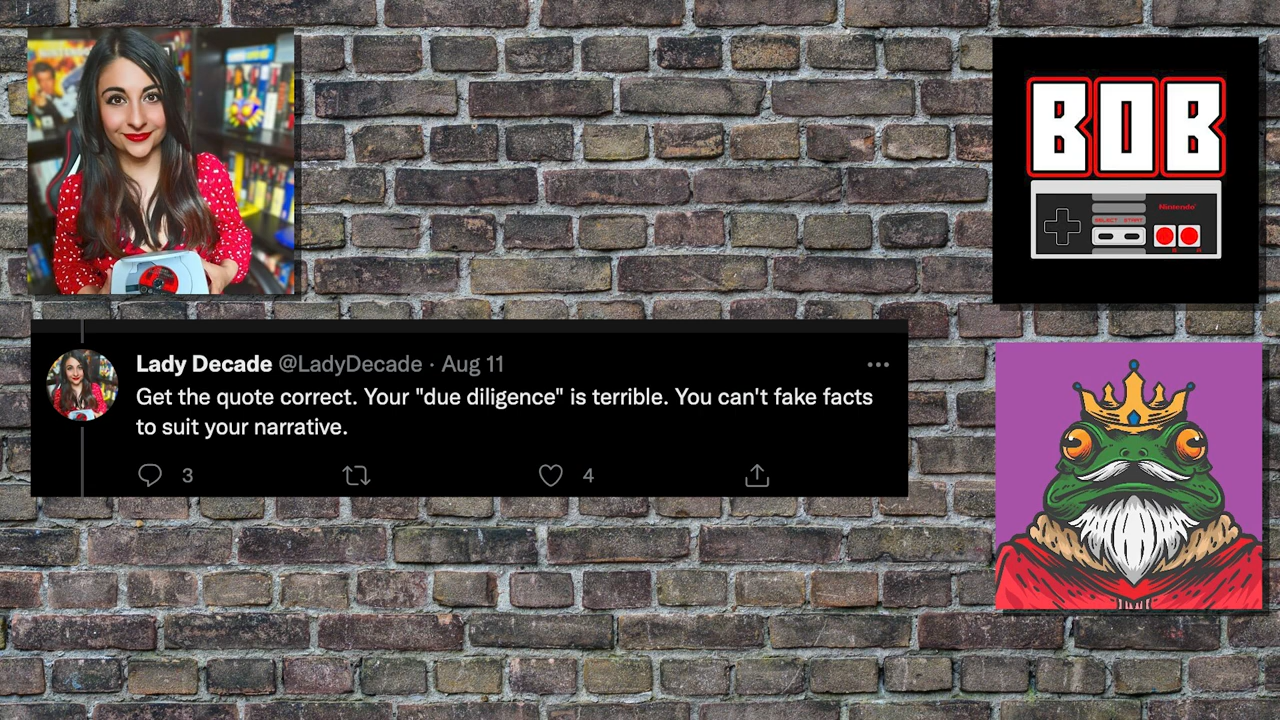 BOB
Nintendo
SELECT START
Lady Decade @LadyDecade · Aug 11
Get the quote correct. Your "due diligence" is terrible. You can't fake facts
to suit your narrative.
3
4